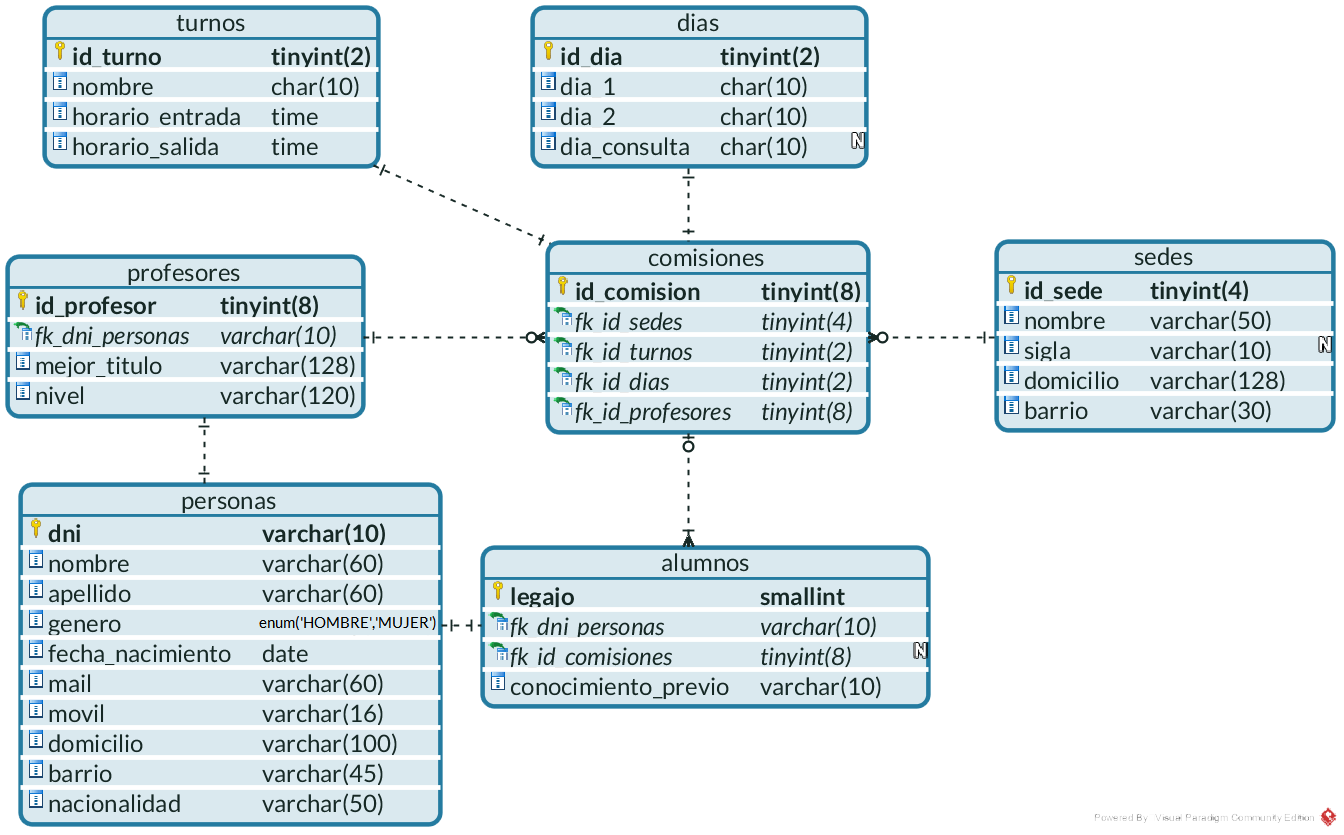 turnos
id_turno tinyint(2)
nombre char(10)
horario_entrada time
horario_salida time
dias
id_dia tinyint(2)
dia_1 char(10)
dia_2 char(10)
dia_consulta char(10) N
profesores
id_profesor tinyint(8)
fk_dni_personas varchar(10)
mejor_titulo varchar(128)
nivel varchar(120)
comisiones
id_comision tinyint(8)
fk_id_sedes tinyint(4)
fk_id_turnos tinyint(2)
fk_id_dias tinyint(2)
fk_id_profesores tinyint(8)
sedes
id_sede tinyint(4)
nombre varchar(50)
sigla varchar(10) N
domicilio varchar(128)
barrio varchar(30)
personas
dni varchar(10)
nombre varchar(60)
apellido varchar(60)
genero enum('HOMBRE','MUJER')
fecha_nacimiento date
mail varchar(60)
movil varchar(16)
domicilio varchar(100)
barrio varchar(45)
nacionalidad varchar(50)
alumnos
legajo smallint
fk_dni_personas varchar(10)
fk_id_comisiones tinyint(8) N
conocimiento_previo varchar(10)
Powered By Visual Paradigm Community Edition